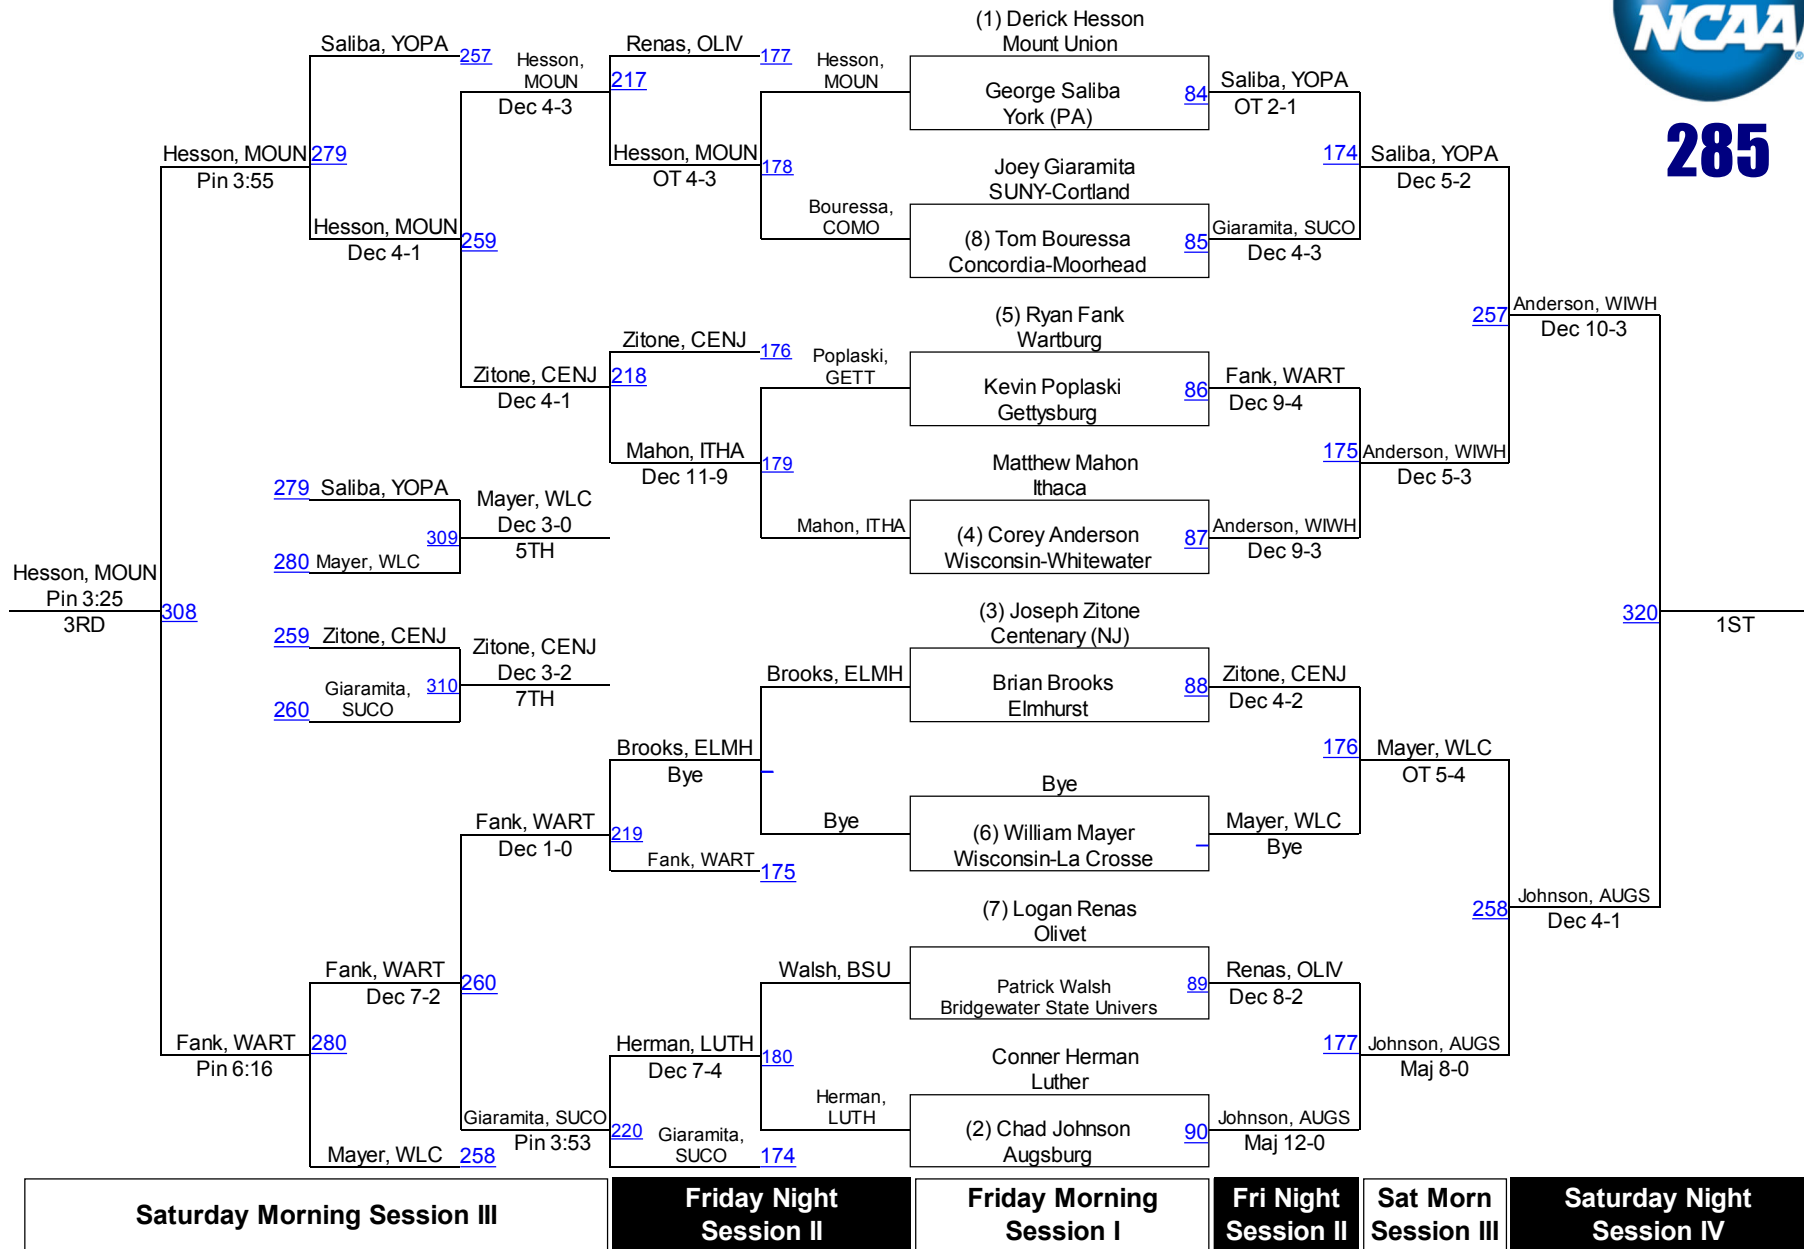 NCAA
®
285
Saliba, YOPA
257
Hesson,
MOUN
Dec 4-3
Renas, OLIV
177
217
Hesson,
MOUN
(1) Derick Hesson
Mount Union
George Saliba
York (PA)
84
Saliba, YOPA
OT 2-1
Hesson, MOUN
Pin 3:55
279
Hesson, MOUN
OT 4-3
178
Joey Giaramita
SUNY-Cortland
174
Saliba, YOPA
Dec 5-2
Hesson, MOUN
Dec 4-1
259
Bouressa,
COMO
(8) Tom Bouressa
Concordia-Moorhead
85
Giaramita, SUCO
Dec 4-3
257
Anderson, WIWH
Dec 10-3
Zitone, CENJ
176
(5) Ryan Fank
Wartburg
Zitone, CENJ
Dec 4-1
218
Poplaski,
GETT
Kevin Poplaski
Gettysburg
86
Fank, WART
Dec 9-4
Mahon, ITHA
Dec 11-9
179
Matthew Mahon
Ithaca
175
Anderson, WIWH
Dec 5-3
279
Saliba, YOPA
Mayer, WLC
Dec 3-0
5TH
309
280
Mayer, WLC
Mahon, ITHA
(4) Corey Anderson
Wisconsin-Whitewater
87
Anderson, WIWH
Dec 9-3
Hesson, MOUN
Pin 3:25
3RD
308
259
Zitone, CENJ
Zitone, CENJ
Dec 3-2
7TH
310
260
Giaramita,
SUCO
(3) Joseph Zitone
Centenary (NJ)
320
1ST
Brooks, ELMH
Brian Brooks
Elmhurst
88
Zitone, CENJ
Dec 4-2
Brooks, ELMH
Bye
Bye
176
Mayer, WLC
OT 5-4
Fank, WART
Dec 1-0
219
Fank, WART
175
Bye
(6) William Mayer
Wisconsin-La Crosse
Mayer, WLC
Bye
258
Johnson, AUGS
Dec 4-1
(7) Logan Renas
Olivet
Fank, WART
Dec 7-2
260
Walsh, BSU
Patrick Walsh
Bridgewater State Univers
89
Renas, OLIV
Dec 8-2
Fank, WART
Pin 6:16
280
Herman, LUTH
Dec 7-4
180
Conner Herman
Luther
177
Johnson, AUGS
Maj 8-0
Mayer, WLC
258
Giaramita, SUCO
Pin 3:53
220
Giaramita,
SUCO
174
Herman,
LUTH
(2) Chad Johnson
Augsburg
90
Johnson, AUGS
Maj 12-0
Saturday Morning Session III
Friday Night
Session II
Friday Morning
Session I
Fri Night
Session II
Sat Morn
Session III
Saturday Night
Session IV